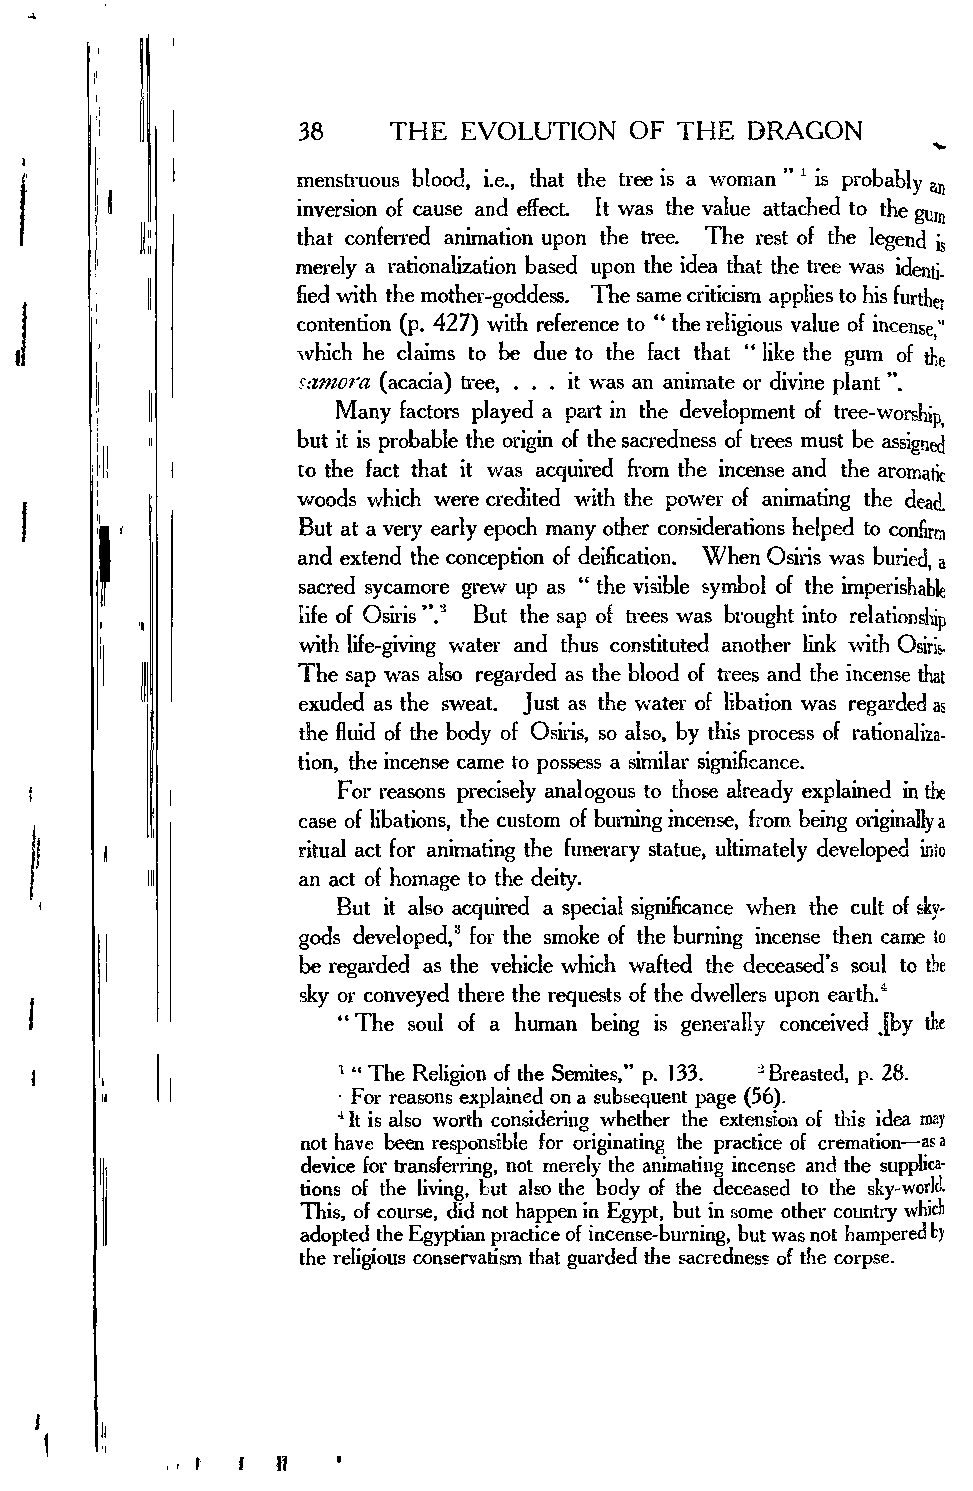 38 THE EVOLUTION OF THE DRAGON
menstruous blood, i.e., that the tree is a woman " ¹ is probably an
inversion of cause and effect. It was the value attached to the gum
that conferred animation upon the tree. The rest of the legend is
merely a rationalization based upon the idea that the tree was identi-
fied with the mother-goddess. The same criticism applies to his further
contention (p. 427) with reference to " the religious value of incense,"
which he claims to be due to the fact that " like the gum of the
samora (acacia) tree, . . . it was an animate or divine plant ".
Many factors played a part in the development of tree-worship,
but it is probable the origin of the sacredness of trees must be assigned
to the fact that it was acquired from the incense and the aromatic
woods which were credited with the power of animating the dead.
But at a very early epoch many other considerations helped to confirm
and extend the conception of deification. When Osiris was buried, a
sacred sycamore grew up as " the visible symbol of the imperishable
life of Osiris ".² But the sap of trees was brought into relationship
with life-giving water and thus constituted another link with Osiris.
The sap was also regarded as the blood of trees and the incense that
exuded as the sweat. Just as the water of libation was regarded as
the fluid of the body of Osiris, so also, by this process of rationaliza-
tion, the incense came to possess a similar significance.
For reasons precisely analogous to those already explained in the
case of libations, the custom of burning incense, from being originally a
ritual act for animating the funerary statue, ultimately developed into
an act of homage to the deity.
But it also acquired a special significance when the cult of sky-
gods developed,³ for the smoke of the burning incense then came to
be regarded as the vehicle which wafted the deceased's soul to the
sky or conveyed there the requests of the dwellers upon earth.⁴
" The soul of a human being is generally conceived [by the
¹ " The Religion of the Semites," p. 133. ² Breasted, p. 28.
· For reasons explained on a subsequent page (56).
⁴ It is also worth considering whether the extension of this idea may
not have been responsible for originating the practice of cremation—as a
device for transferring, not merely the animating incense and the supplica-
tions of the living, but also the body of the deceased to the sky-world.
This, of course, did not happen in Egypt, but in some other country which
adopted the Egyptian practice of incense-burning, but was not hampered by
the religious conservatism that guarded the sacredness of the corpse.